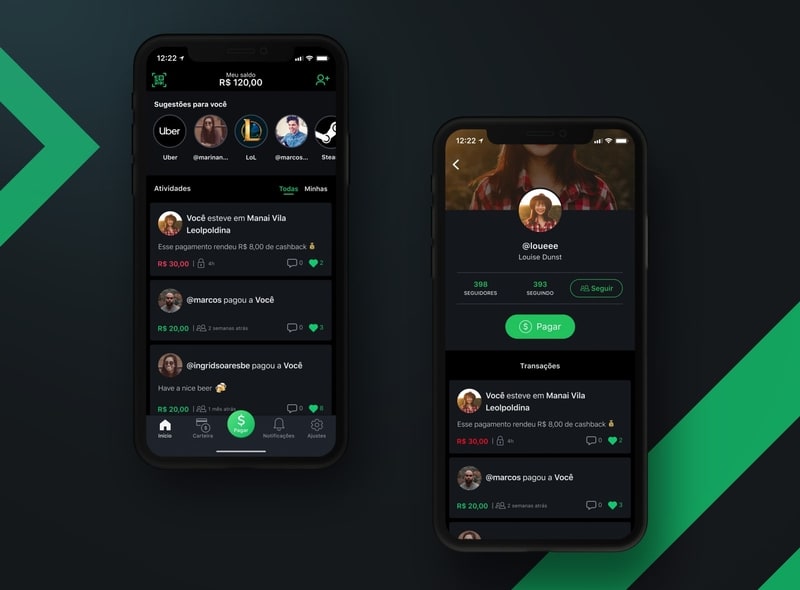 12:22
Meu saldo
R$ 120,00
Sugestões para você
Uber
Uber
@marinan...
L
LoL
@marcos...
Stea
Atividades
Todas
Minhas
Você esteve em Manai Vila
Leolpoldina
Esse pagamento rendeu R$ 8,00 de cashback
R$ 30,00 | 4h
0
2
@marcos pagou a Você
R$ 20,00 | 2 semanas atrás
0
3
@ingridsoaresbe pagou a Você
Have a nice beer
R$ 20,00 | 1 mês atrás
0
8
Início
Carteira
$
Pagar
Notificações
Ajustes
12:22
@loueee
Louise Dunst
398
SEGUIDORES
393
SEGUINDO
Seguir
$ Pagar
Transações
Você esteve em Manai Vila
Leolpoldina
Esse pagamento rendeu R$ 8,00 de cashback
R$ 30,00 | 4h
0
2
@marcos pagou a Você
R$ 20,00 | 2 semanas atrás
0
3